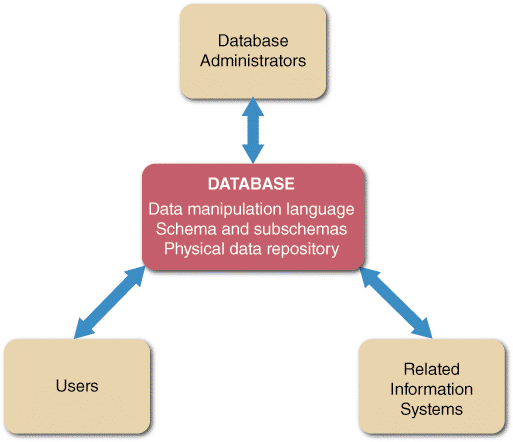 Database
Administrators
DATABASE
Data manipulation language
Schema and subschemas
Physical data repository
Users
Related
Information
Systems